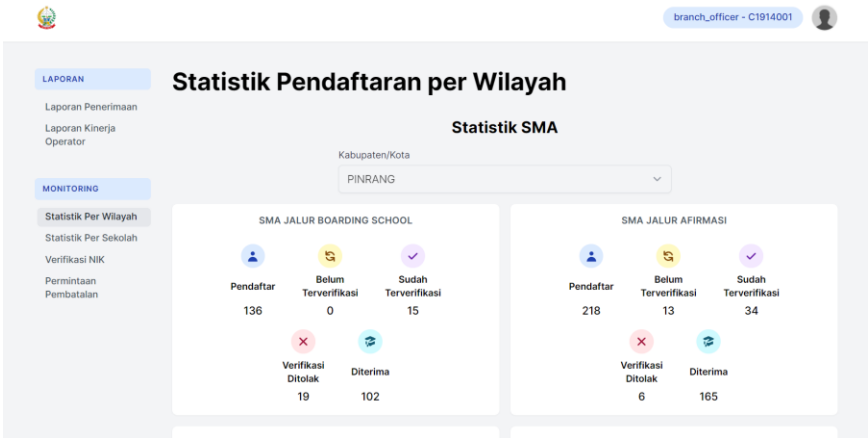 branch_officer - C1914001
LAPORAN
Laporan Penerimaan
Laporan Kinerja
Operator
MONITORING
Statistik Per Wilayah
Statistik Per Sekolah
Verifikasi NIK
Permintaan
Pembatalan
Statistik Pendaftaran per Wilayah
Statistik SMA
Kabupaten/Kota
PINRANG
SMA JALUR BOARDING SCHOOL
Pendaftar
Belum
Terverifikasi
Sudah
Terverifikasi
136
0
15
Verifikasi
Ditolak
Diterima
19
102
SMA JALUR AFIRMASI
Pendaftar
Belum
Terverifikasi
Sudah
Terverifikasi
218
13
34
Verifikasi
Ditolak
Diterima
6
165